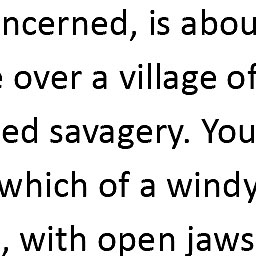 ncerned, is abou
over a village of
ed savagery. You
which of a windy
, with open jaws